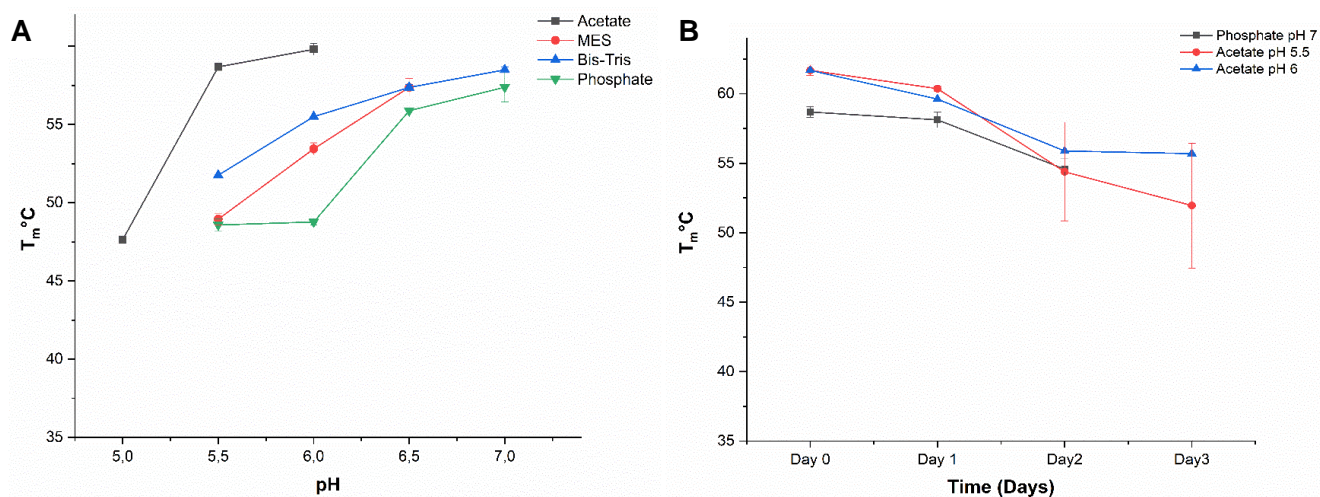 A
Acetate
MES
Bis-Tris
Phosphate
Tm°C
55
50
45
40
35
5,0 5,5 6,0 6,5 7,0
pH
B
Phosphate pH 7
Acetate pH 5.5
Acetate pH 6
Tm°C
60
55
50
45
40
35
Day 0 Day 1 Day2 Day3
Time (Days)